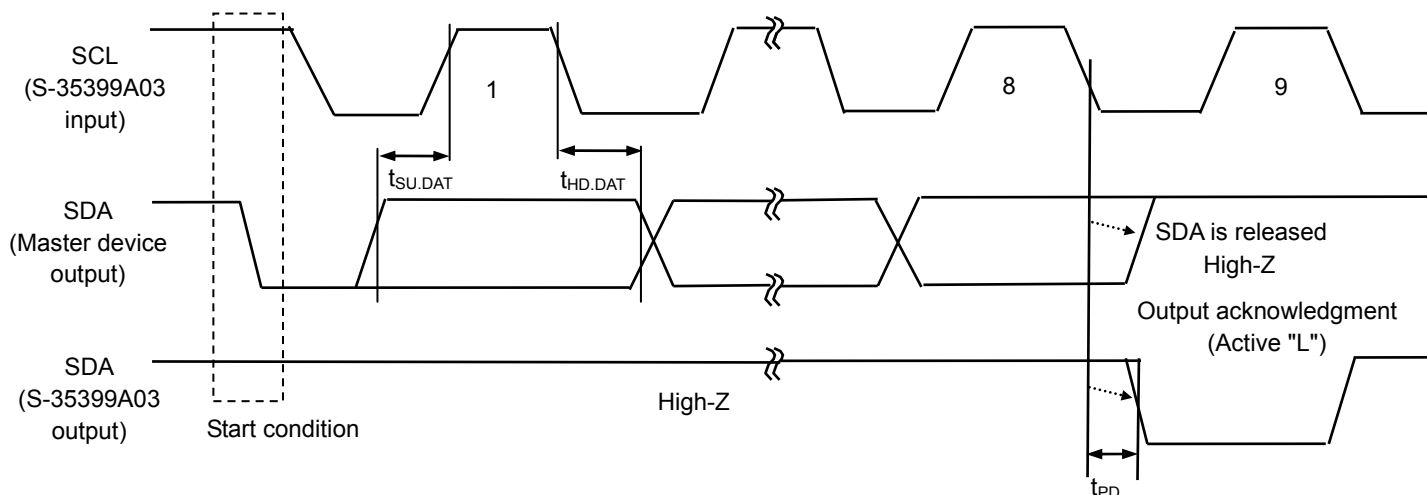 SCL
(S-35399A03
input)
1
8
9
tSU.DAT
tHD.DAT
SDA
(Master device
output)
SDA is released
High-Z
Output acknowledgment
(Active "L")
SDA
(S-35399A03
output)
High-Z
Start condition
tPD